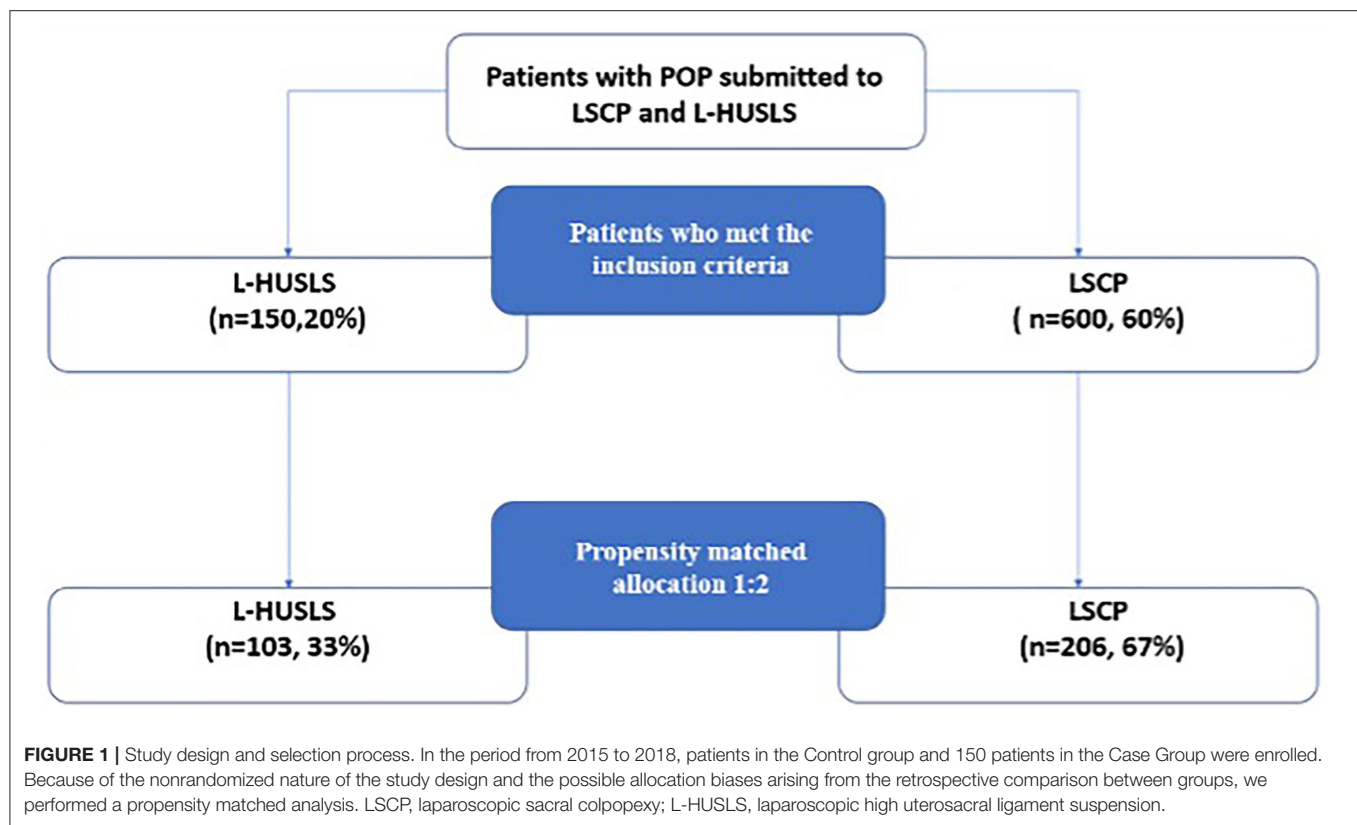 Patients with POP submitted to
LSCP and L-HUSLS
Patients who met the
inclusion criteria
L-HUSLS
(n=150,20%)
LSCP
( n=600, 60%)
Propensity matched
allocation 1:2
L-HUSLS
(n=103, 33%)
LSCP
(n=206, 67%)
FIGURE 1 | Study design and selection process. In the period from 2015 to 2018, patients in the Control group and 150 patients in the Case Group were enrolled.
Because of the nonrandomized nature of the study design and the possible allocation biases arising from the retrospective comparison between groups, we
performed a propensity matched analysis. LSCP, laparoscopic sacral colpopexy; L-HUSLS, laparoscopic high uterosacral ligament suspension.